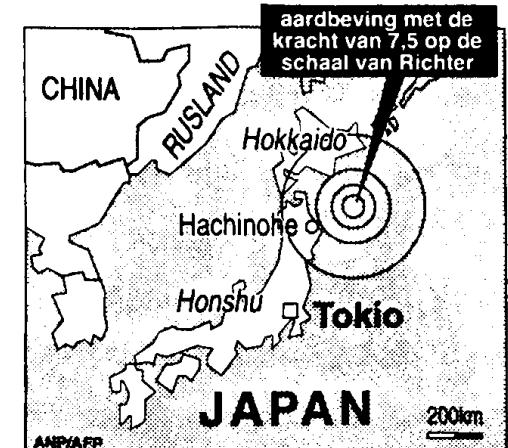 aardbeving met de
kracht van 7,5 op de
schaal van Richter
CHINA
RUSLAND
Hokkaido
Hachinohe
Honshu
Tokio
JAPAN
200km
ANP/AFP